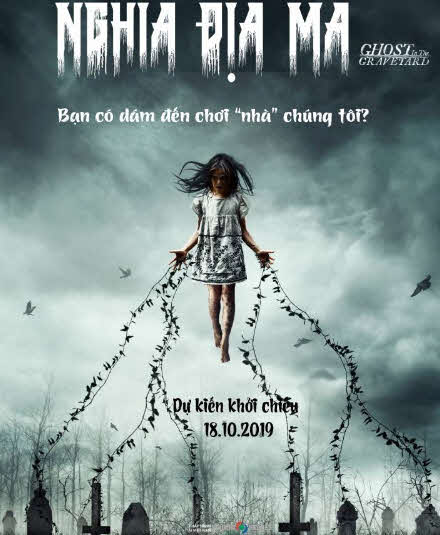 NGHĨA ĐỊA MA
GHOST
In The
GRAVEYARD
Bạn có dám đến chơi “nhà” chúng tôi?
Dự kiến khởi chiếu
18.10.2019